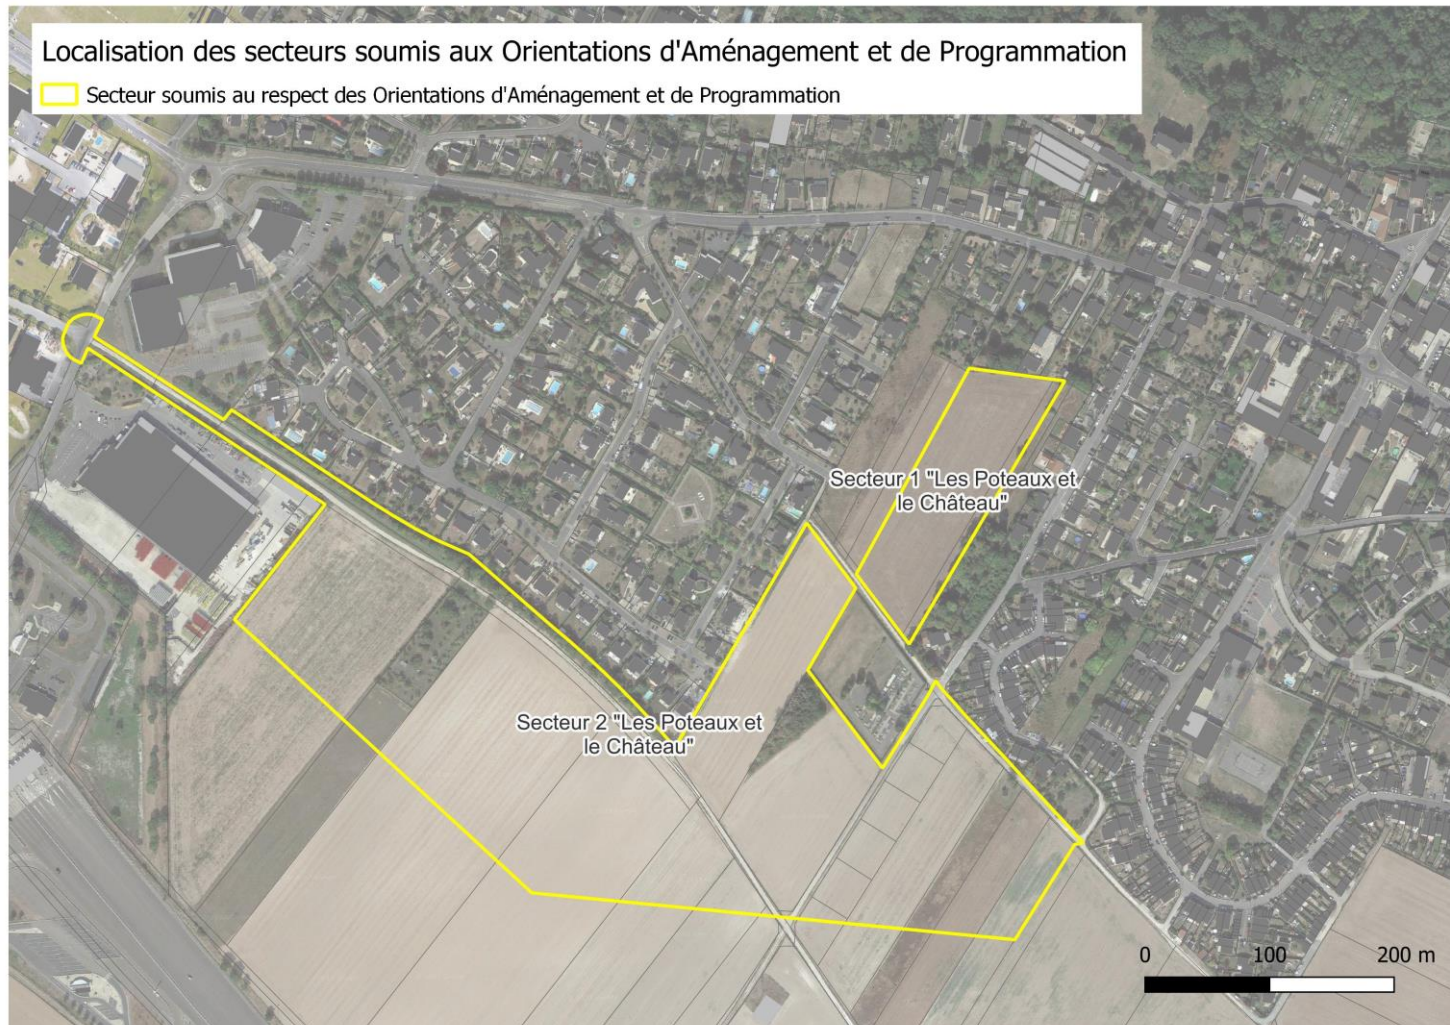 Localisation des secteurs soumis aux Orientations d'Aménagement et de Programmation
Secteur soumis au respect des Orientations d'Aménagement et de Programmation
Secteur 1 "Les Poteaux et
le Château"
Secteur 2 "Les Poteaux et
le Château"
0 100 200 m